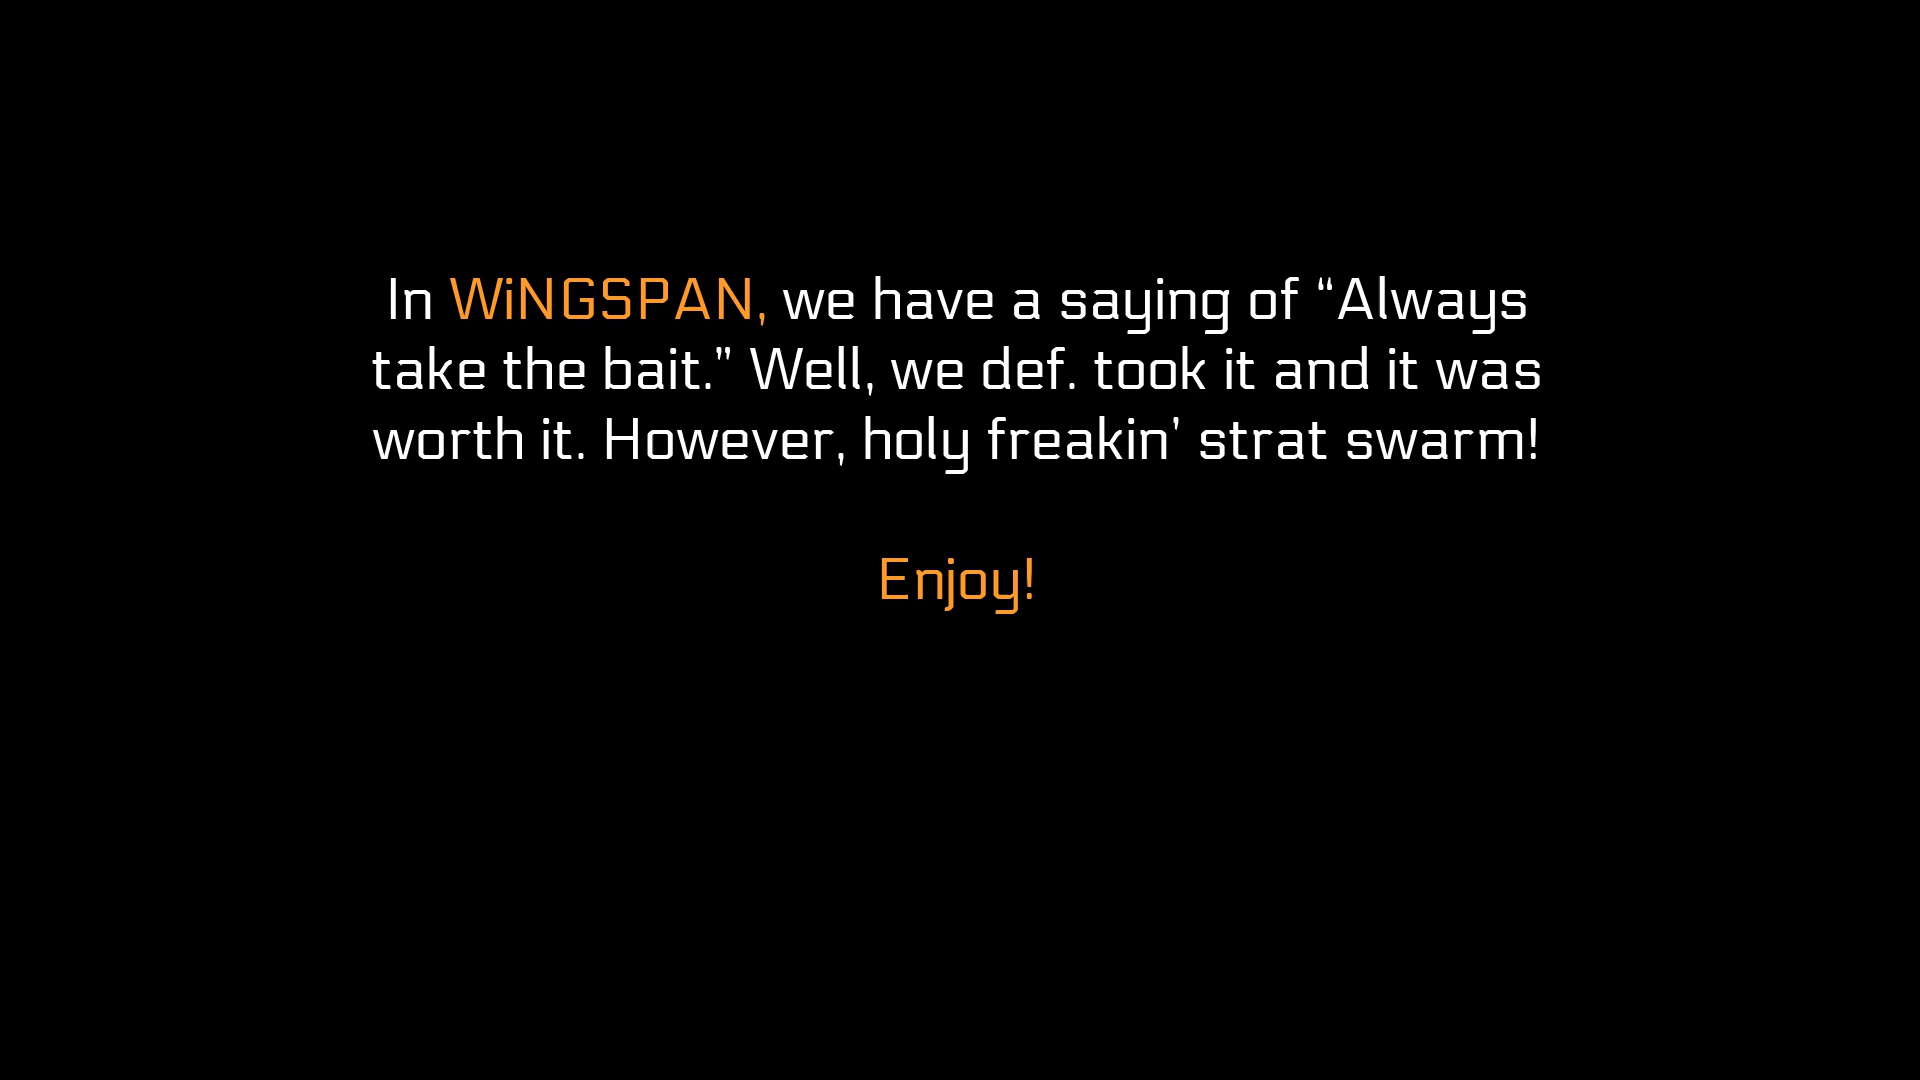 In WiNGSPAN, we have a saying of “Always
take the bait.” Well, we def. took it and it was
worth it. However, holy freakin’ strat swarm!
Enjoy!